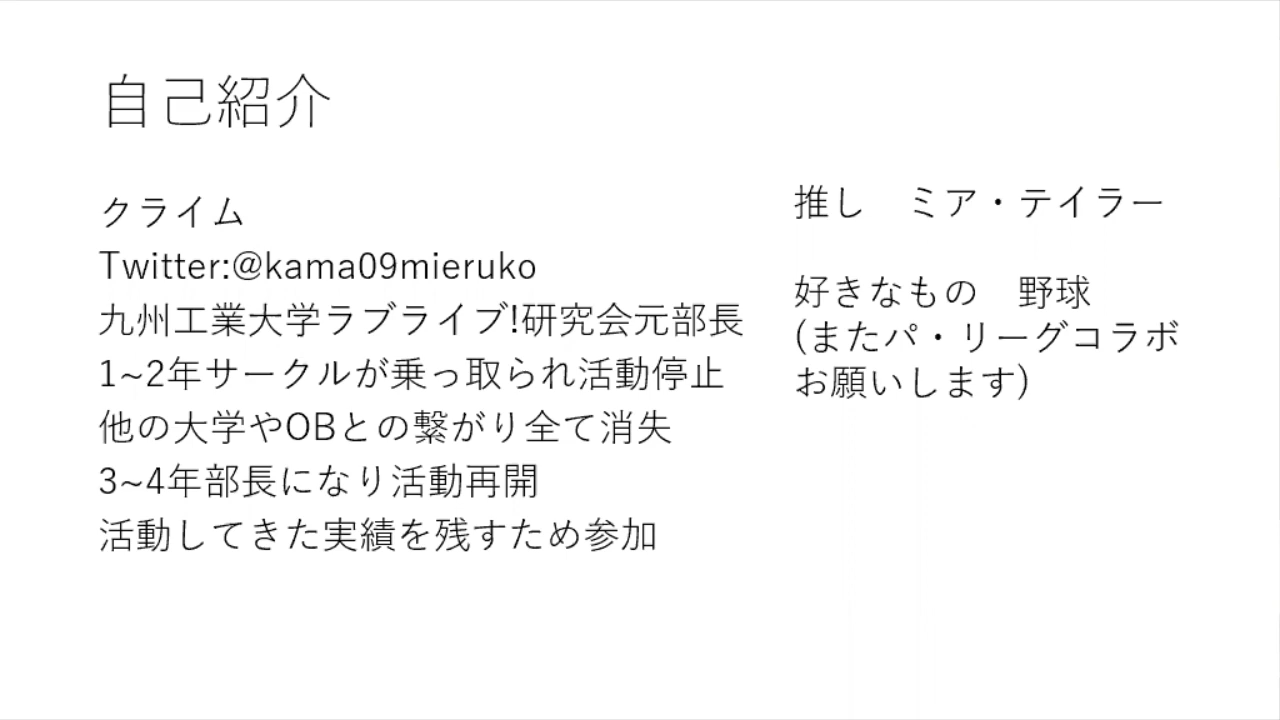 自己紹介
クライム
Twitter:@kama09mieruko
九州工業大学ラブライブ!研究会元部長
1~2年サークルが乗っ取られ活動停止
他の大学やOBとの繋がり全て消失
3~4年部長になり活動再開
活動してきた実績を残すため参加
推し　ミア・テイラー
好きなもの　野球
(またパ・リーグコラボ
お願いします)